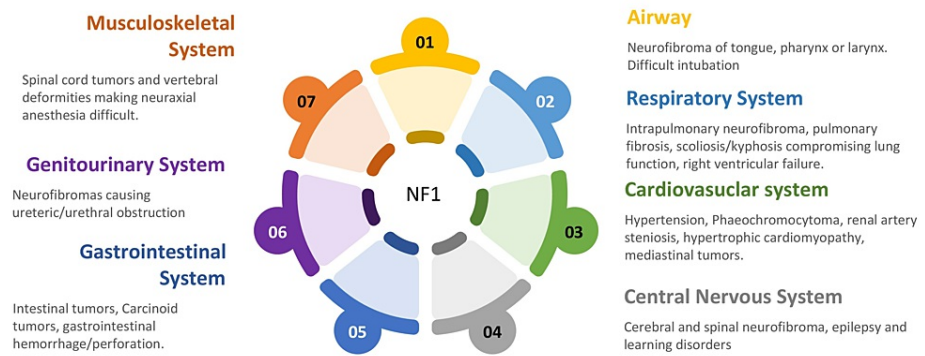 Musculoskeletal
System
Spinal cord tumors and vertebral
deformities making neuraxial
anesthesia difficult.
Genitourinary System
Neurofibromas causing
ureteric/urethral obstruction
Gastrointestinal
System
Intestinal tumors, Carcinoid
tumors, gastrointestinal
hemorrhage/perforation.
01
02
03
04
05
06
07
NF1
Airway
Neurofibroma of tongue, pharynx or larynx.
Difficult intubation
Respiratory System
Intrapulmonary neurofibroma, pulmonary
fibrosis, scoliosis/kyphosis compromising lung
function, right ventricular failure.
Cardiovasuclar system
Hypertension, Phaeochromocytoma, renal artery
steniosis, hypertrophic cardiomyopathy,
mediastinal tumors.
Central Nervous System
Cerebral and spinal neurofibroma, epilepsy and
learning disorders